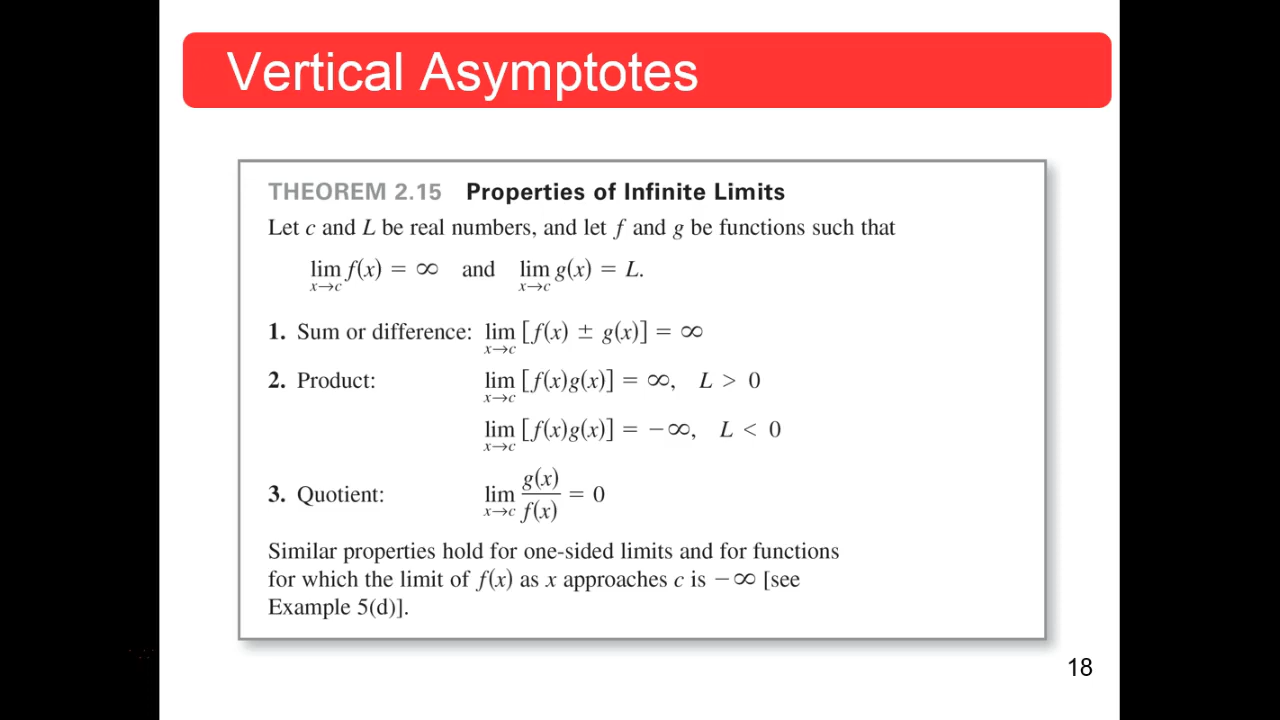 Vertical Asymptotes
THEOREM 2.15 Properties of Infinite Limits
Let c and L be real numbers, and let f and g be functions such that
lim f(x) = ∞ and lim g(x) = L.
x→c x→c
1. Sum or difference: lim [f(x) ± g(x)] = ∞
x→c
2. Product: lim [f(x)g(x)] = ∞, L > 0
x→c
lim [f(x)g(x)] = −∞, L < 0
x→c
3. Quotient: lim g(x)/f(x) = 0
x→c
Similar properties hold for one-sided limits and for functions
for which the limit of f(x) as x approaches c is −∞ [see
Example 5(d)].
18